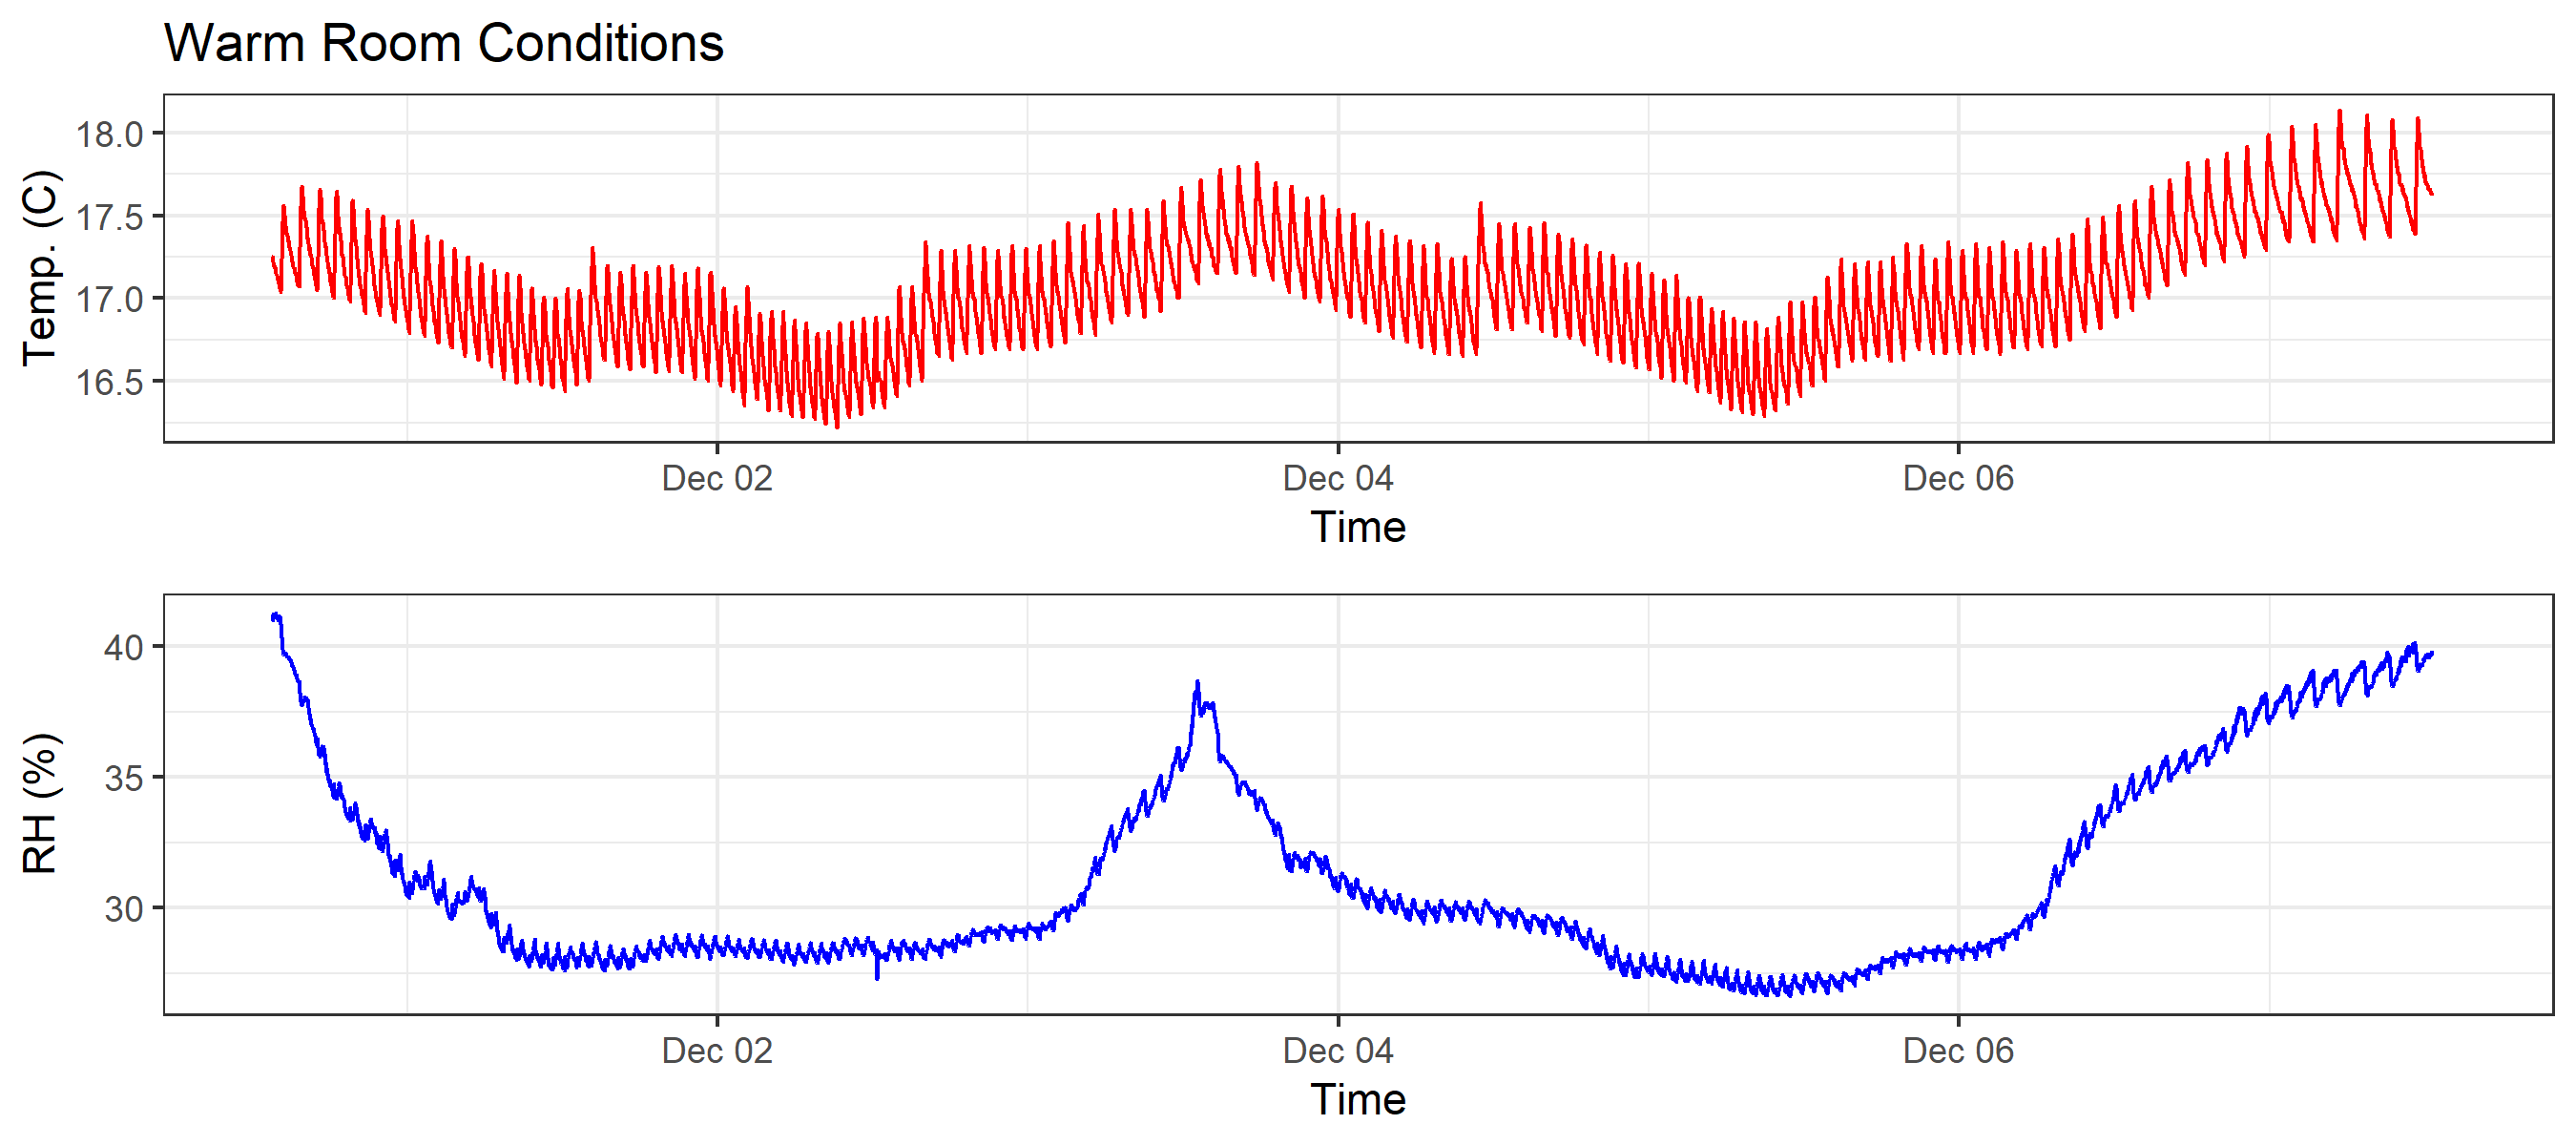 Warm Room Conditions
Temp. (C)
18.0
17.5
17.0
16.5
Dec 02 Dec 04 Dec 06
Time
RH (%)
40
35
30
Dec 02 Dec 04 Dec 06
Time